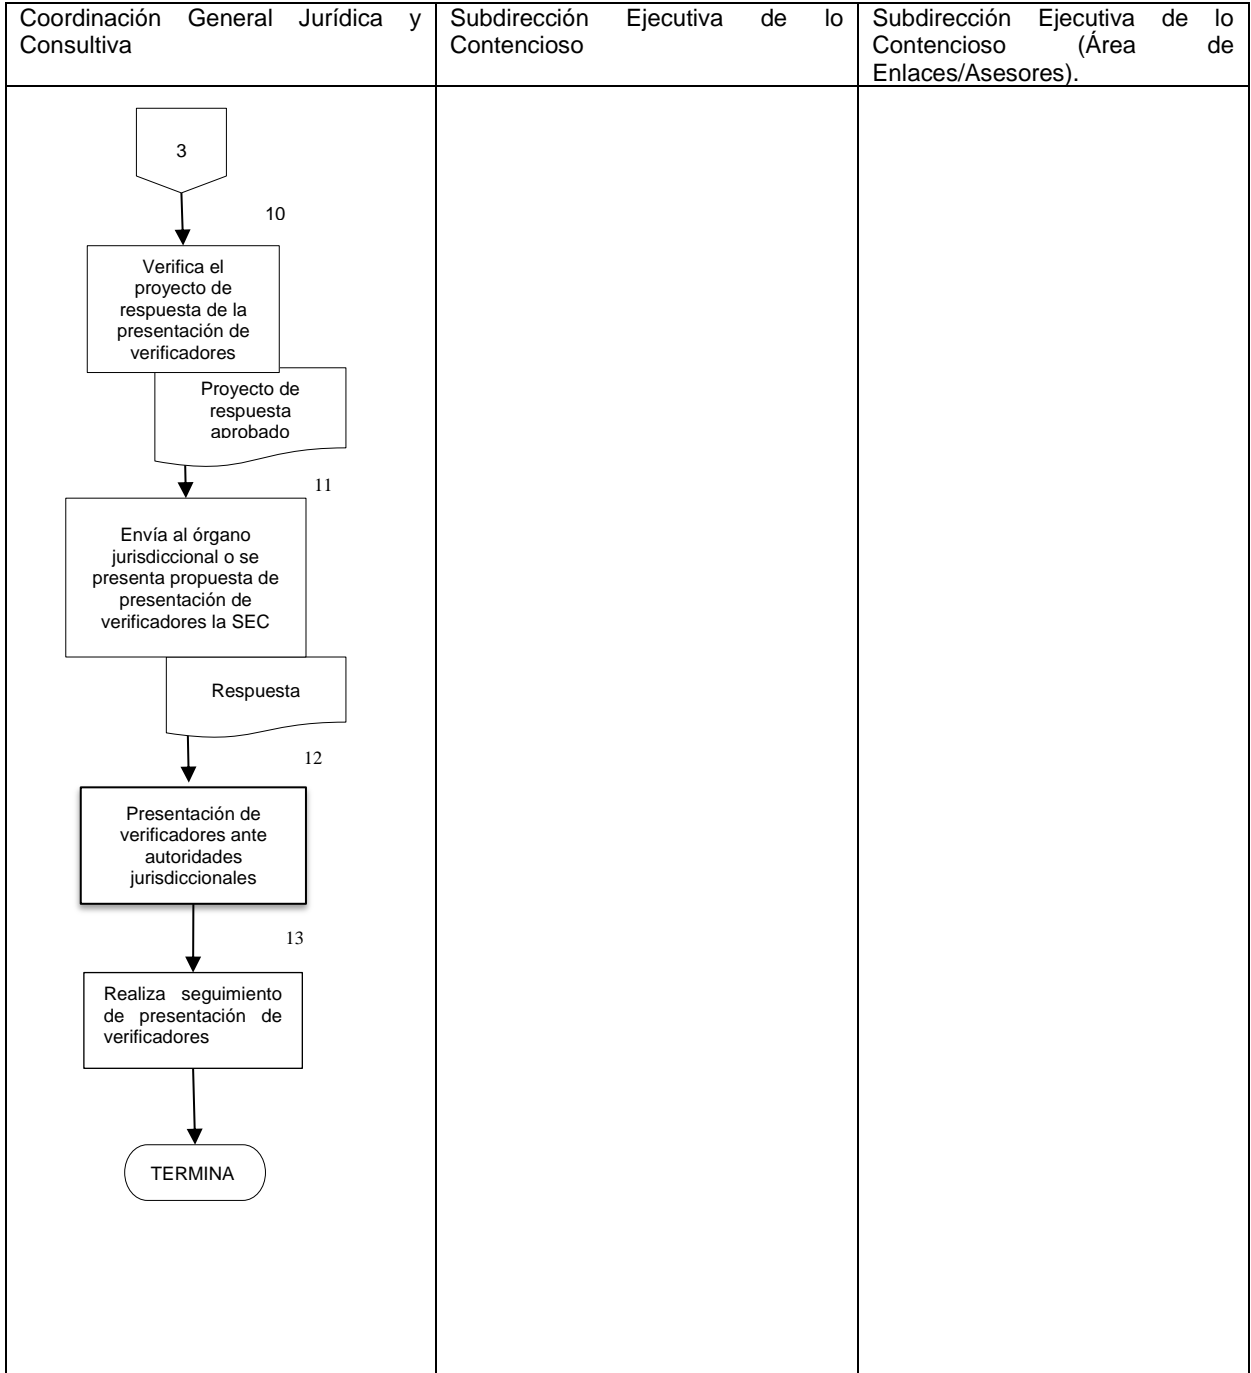 Coordinación General Jurídica y
Consultiva
Subdirección Ejecutiva de lo
Contencioso
Subdirección Ejecutiva de lo
Contencioso (Área de
Enlaces/Asesores).
3
10
Verifica el
proyecto de
respuesta de la
presentación de
verificadores
Proyecto de
respuesta
aprobado
11
Envía al órgano
jurisdiccional o se
presenta propuesta de
presentación de
verificadores la SEC
Respuesta
12
Presentación de
verificadores ante
autoridades
jurisdiccionales
13
Realiza seguimiento
de presentación de
verificadores
TERMINA